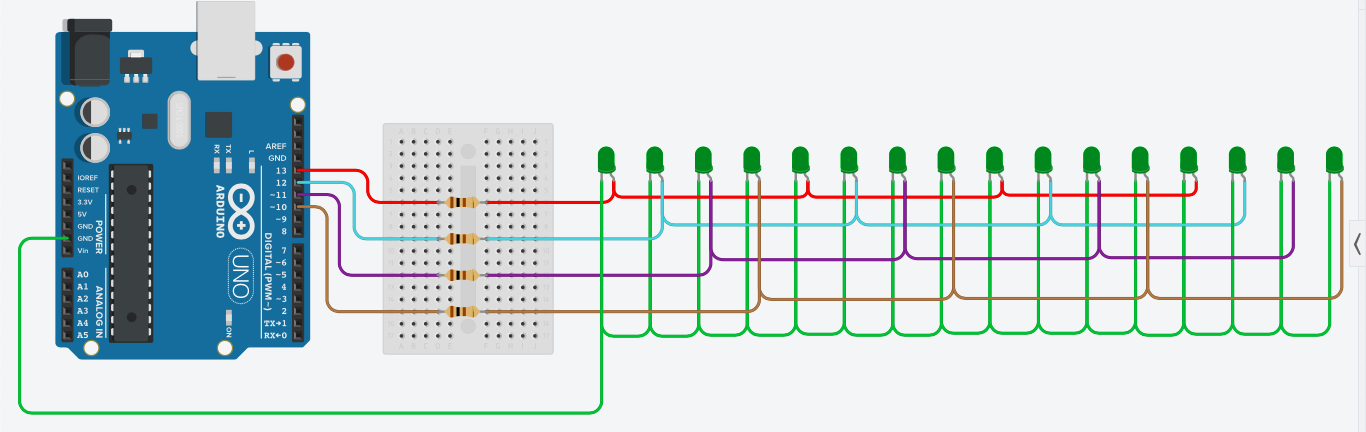 AREF
GND
13
12
~11
~10
~9
8
7
~6
~5
4
~3
2
TX→1
RX←0
DIGITAL (PWM~)
RX
TX
L
ARDUINO
UNO
ON
IOREF
RESET
3.3V
5V
GND
GND
Vin
POWER
A0
A1
A2
A3
A4
A5
ANALOG IN